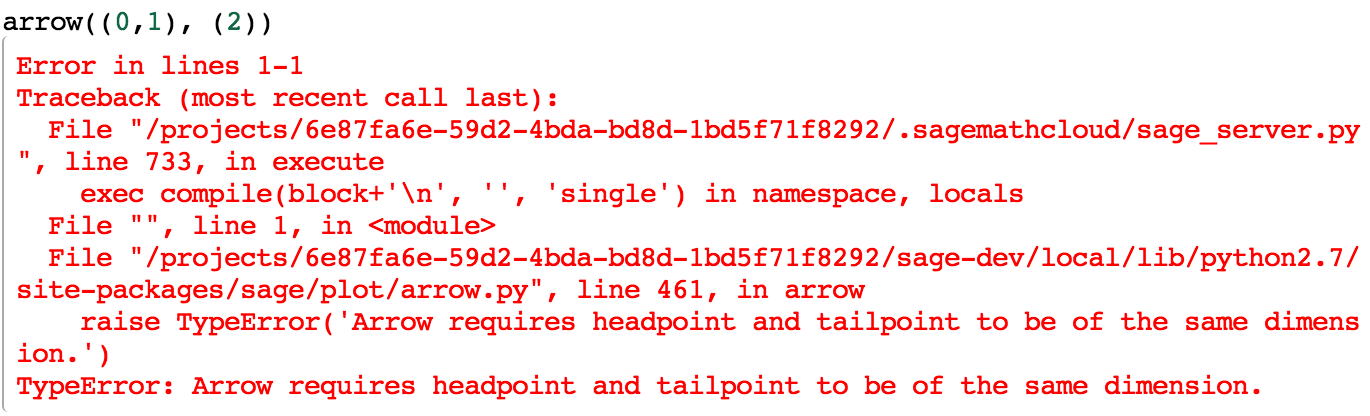 arrow((0,1), (2))
Error in lines 1-1
Traceback (most recent call last):
  File "/projects/6e87fa6e-59d2-4bda-bd8d-1bd5f71f8292/.sagemathcloud/sage_server.py
", line 733, in execute
    exec compile(block+'\n', '', 'single') in namespace, locals
  File "", line 1, in <module>
  File "/projects/6e87fa6e-59d2-4bda-bd8d-1bd5f71f8292/sage-dev/local/lib/python2.7/
site-packages/sage/plot/arrow.py", line 461, in arrow
    raise TypeError('Arrow requires headpoint and tailpoint to be of the same dimens
ion.')
TypeError: Arrow requires headpoint and tailpoint to be of the same dimension.